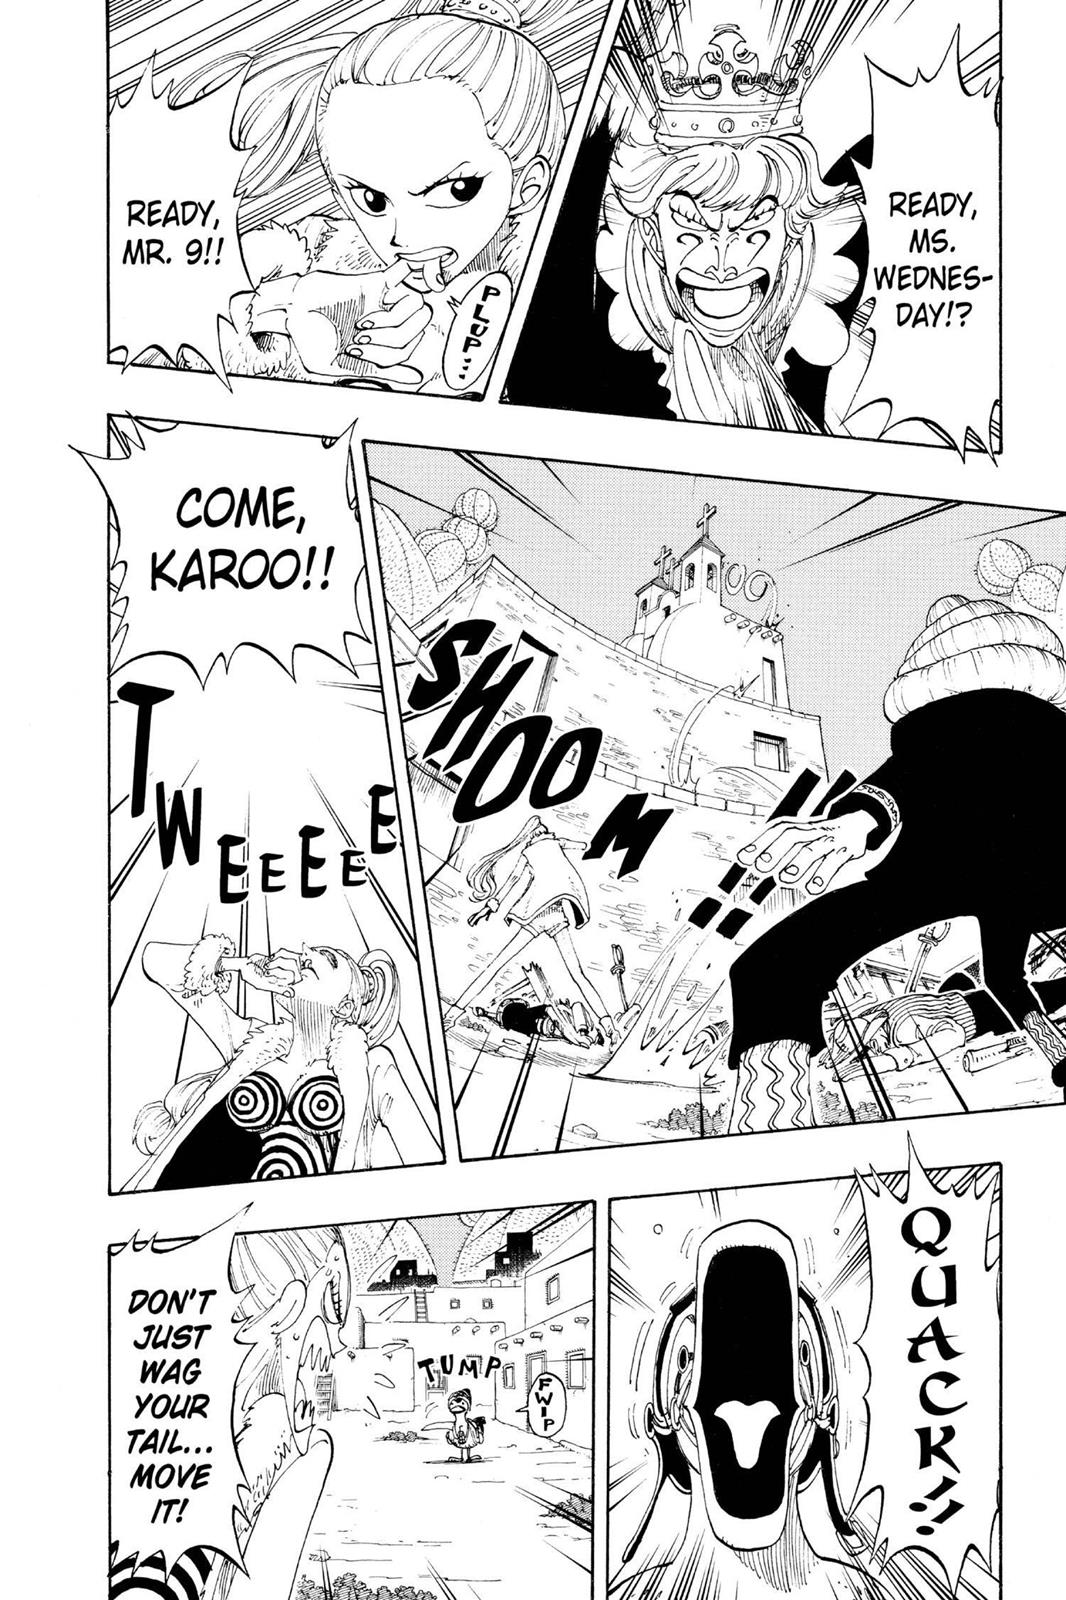 READY,
MS.
WEDNES-
DAY!?
READY,
MR. 9!!
PLUP...
SHOOM!!
COME,
KAROO!!
TWEEEEE
QUACK!!
TUMP
FWIP
DON'T
JUST
WAG
YOUR
TAIL...
MOVE
IT!